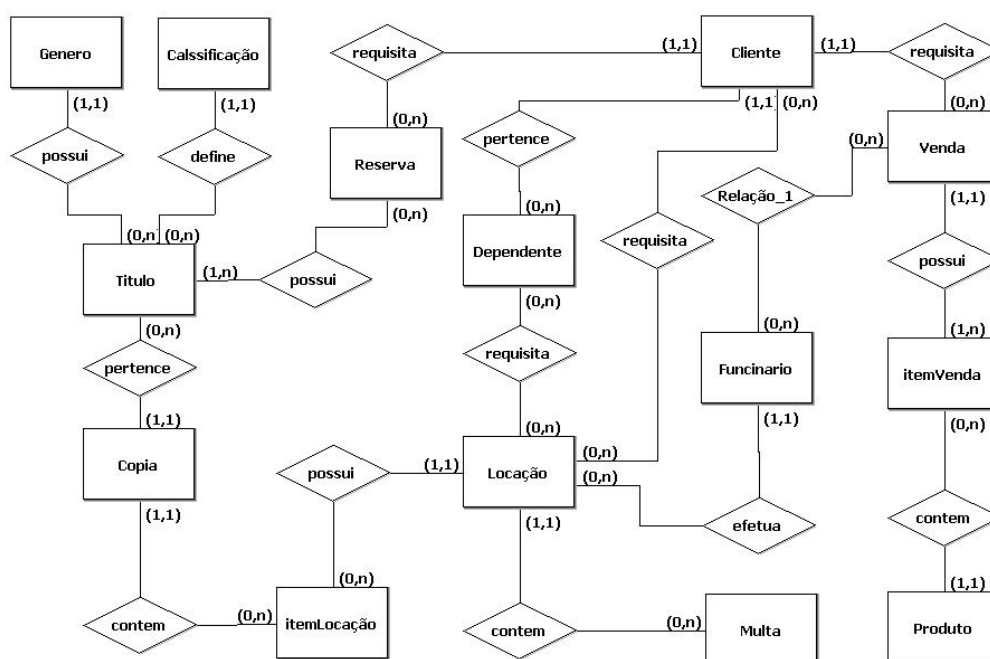 requisita
(1,1)
Cliente
(1,1)
requisita
Genero
Calssificação
(1,1)
(1,1)
(1,1)
(0,n)
(0,n)
(0,n)
possui
define
Reserva
pertence
(0,n)
Venda
Relação_1
(0,n)
(0,n)
(0,n)
(0,n)
(0,n)
(1,1)
requisita
Dependente
Titulo
(1,n)
possui
possui
(0,n)
(0,n)
(0,n)
(1,n)
pertence
requisita
Funcinario
itemVenda
(1,1)
(0,n)
(1,1)
(0,n)
Copia
possui
(1,1)
Locação
(0,n)
(0,n)
(1,1)
(1,1)
efetua
contem
(0,n)
(1,1)
contem
(0,n)
itemLocação
contem
(0,n)
Multa
Produto